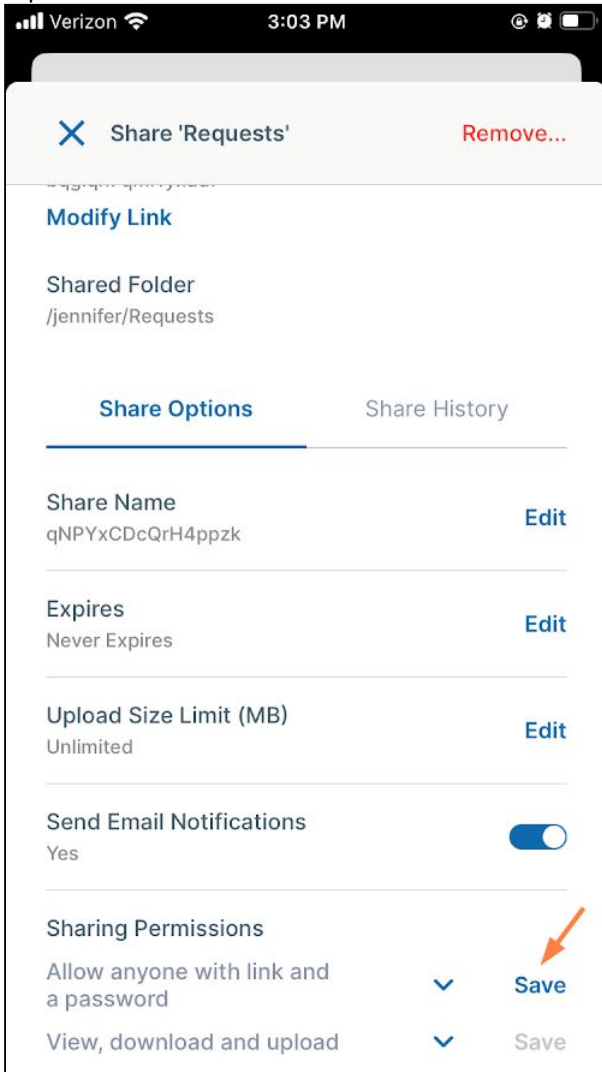 Verizon 3:03 PM
Share 'Requests' Remove...
Modify Link
Shared Folder
/jennifer/Requests
Share Options Share History
Share Name
qNPYxCDcQrH4ppzk
Edit
Expires
Never Expires
Edit
Upload Size Limit (MB)
Unlimited
Edit
Send Email Notifications
Yes
Sharing Permissions
Allow anyone with link and
a password
Save
View, download and upload Save